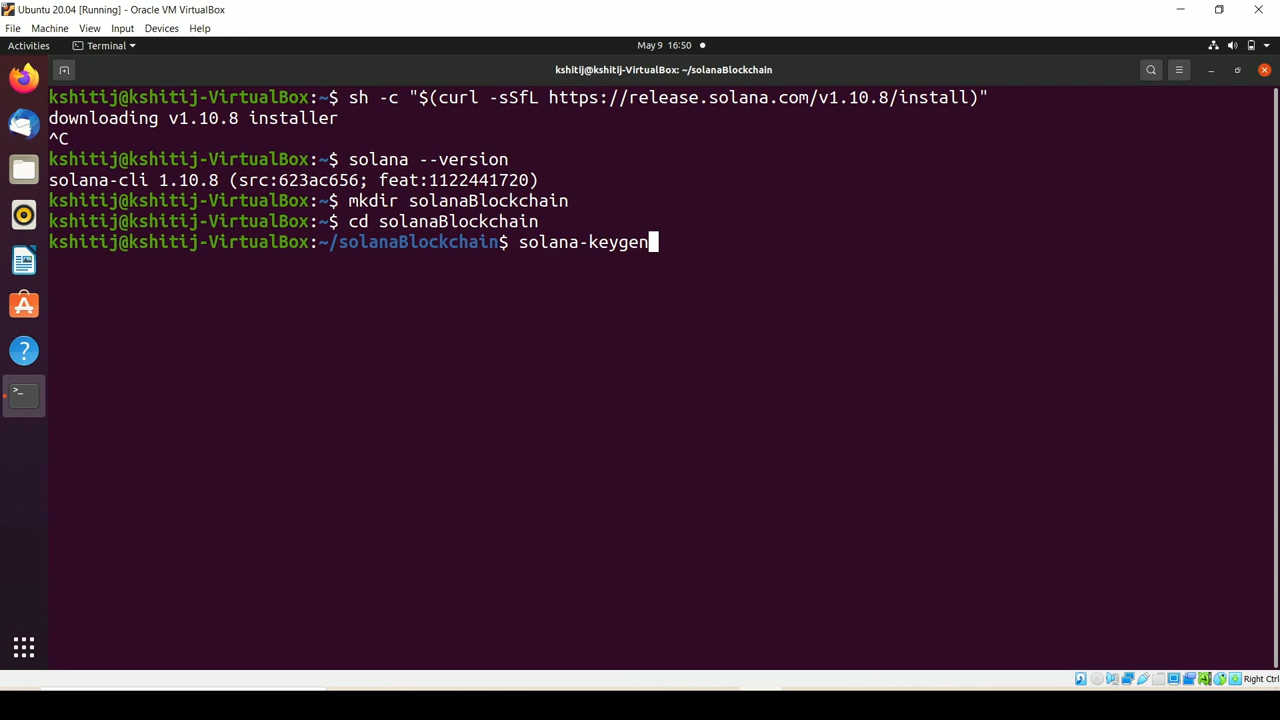 Ubuntu 20.04 [Running] - Oracle VM VirtualBox
File Machine View Input Devices Help
Activities Terminal May 9 16:50
kshitij@kshitij-VirtualBox: ~/solanaBlockchain
kshitij@kshitij-VirtualBox:~$ sh -c "$(curl -sSfL https://release.solana.com/v1.10.8/install)"
downloading v1.10.8 installer
^C
kshitij@kshitij-VirtualBox:~$ solana --version
solana-cli 1.10.8 (src:623ac656; feat:1122441720)
kshitij@kshitij-VirtualBox:~$ mkdir solanaBlockchain
kshitij@kshitij-VirtualBox:~$ cd solanaBlockchain
kshitij@kshitij-VirtualBox:~/solanaBlockchain$ solana-keygen
Right Ctrl